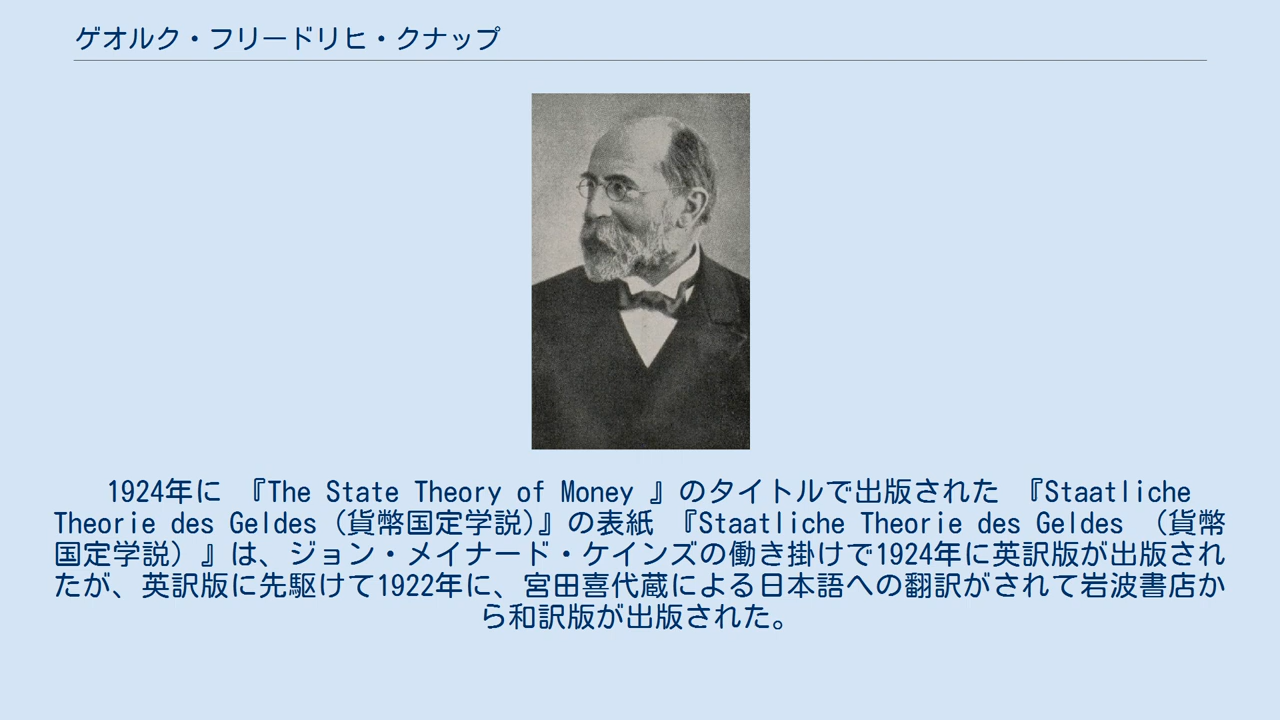 ゲオルク・フリードリヒ・クナップ
1924年に 『The State Theory of Money 』のタイトルで出版された 『Staatliche
Theorie des Geldes（貨幣国定学説)』の表紙 『Staatliche Theorie des Geldes （貨幣
国定学説）』は、ジョン・メイナード・ケインズの働き掛けで1924年に英訳版が出版され
たが、英訳版に先駆けて1922年に、宮田喜代蔵による日本語への翻訳がされて岩波書店か
ら和訳版が出版された。